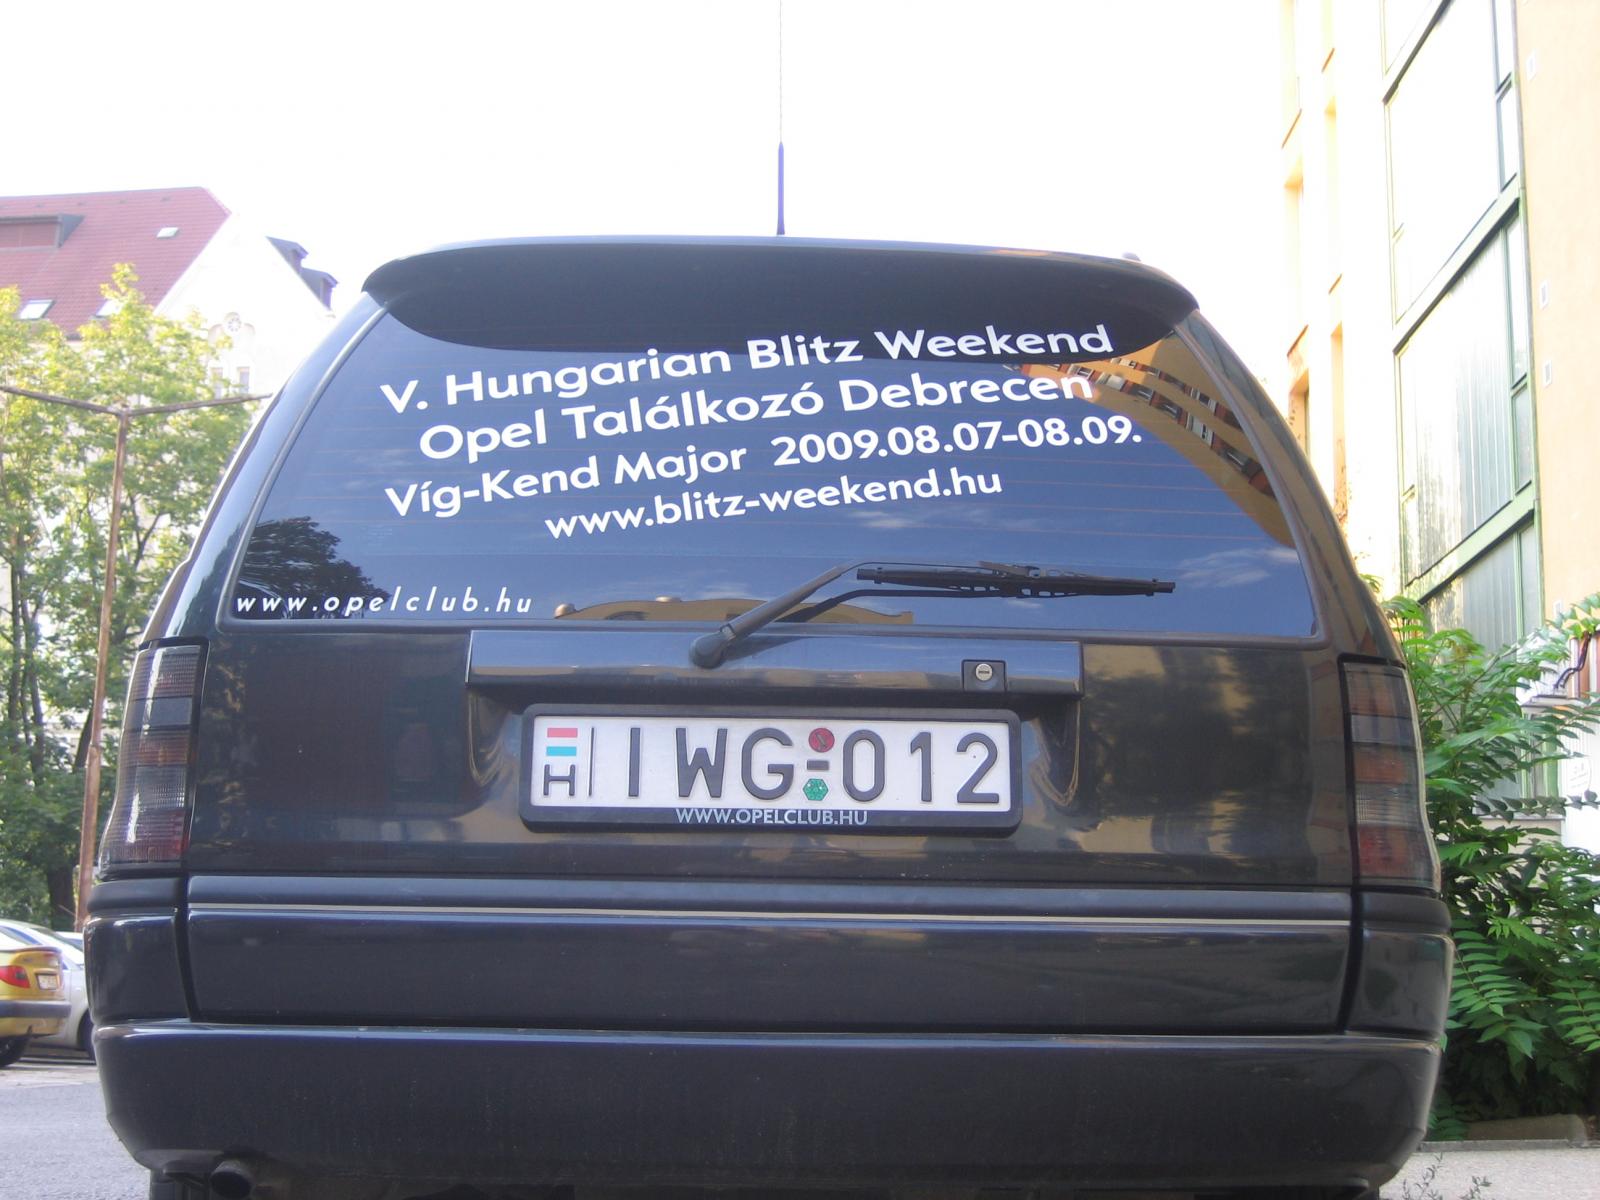 V. Hungarian Blitz Weekend
Opel Találkozó Debrecen
Víg-Kend Major 2009.08.07-08.09.
www.blitz-weekend.hu
www.opelclub.hu
H IWG-012
WWW.OPELCLUB.HU